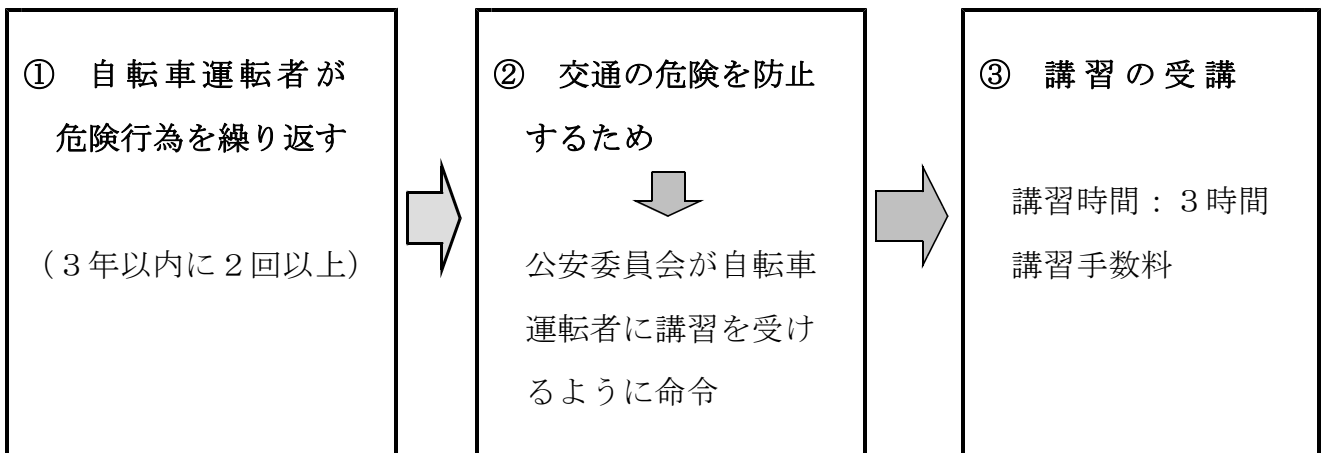 ① 自転車運転者が
危険行為を繰り返す
(3年以内に2回以上)
② 交通の危険を防止
するため
公安委員会が自転車
運転者に講習を受け
るように命令
③ 講習の受講
講習時間:3時間
講習手数料